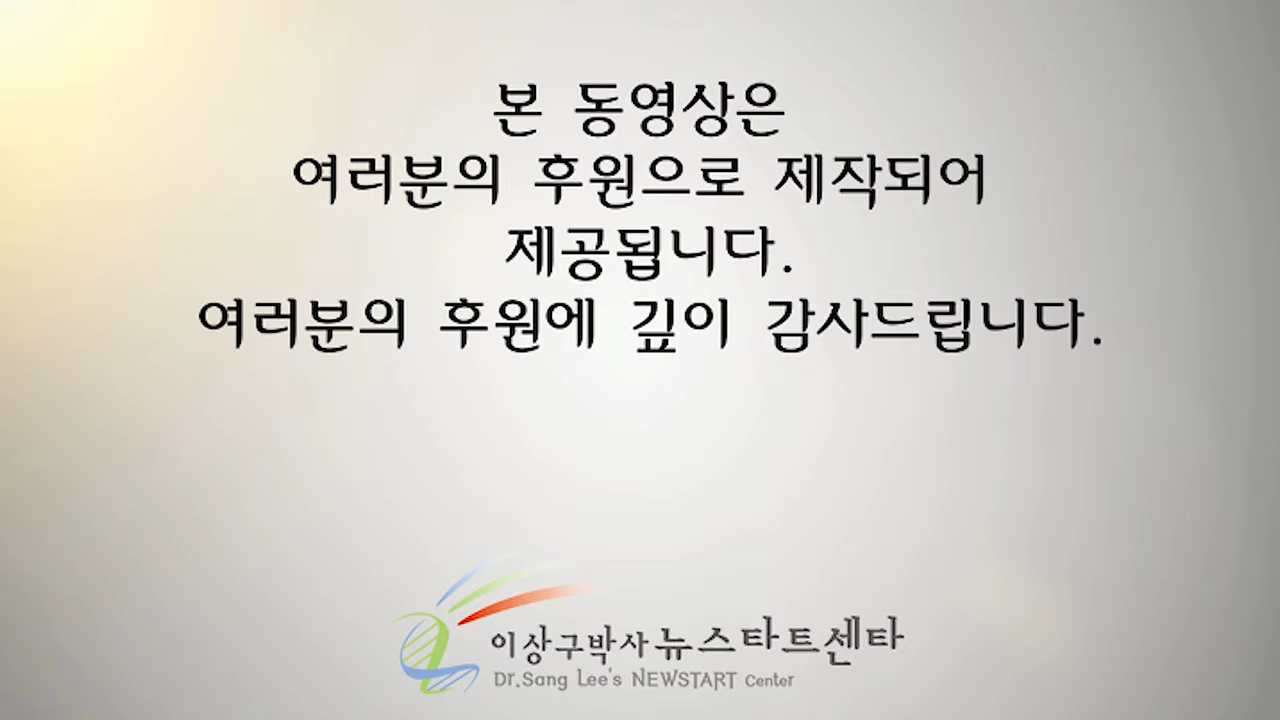 본 동영상은
여러분의 후원으로 제작되어
제공됩니다.
여러분의 후원에 깊이 감사드립니다.
이상구박사 뉴스타트센타
Dr.Sang Lee's NEWSTART Center